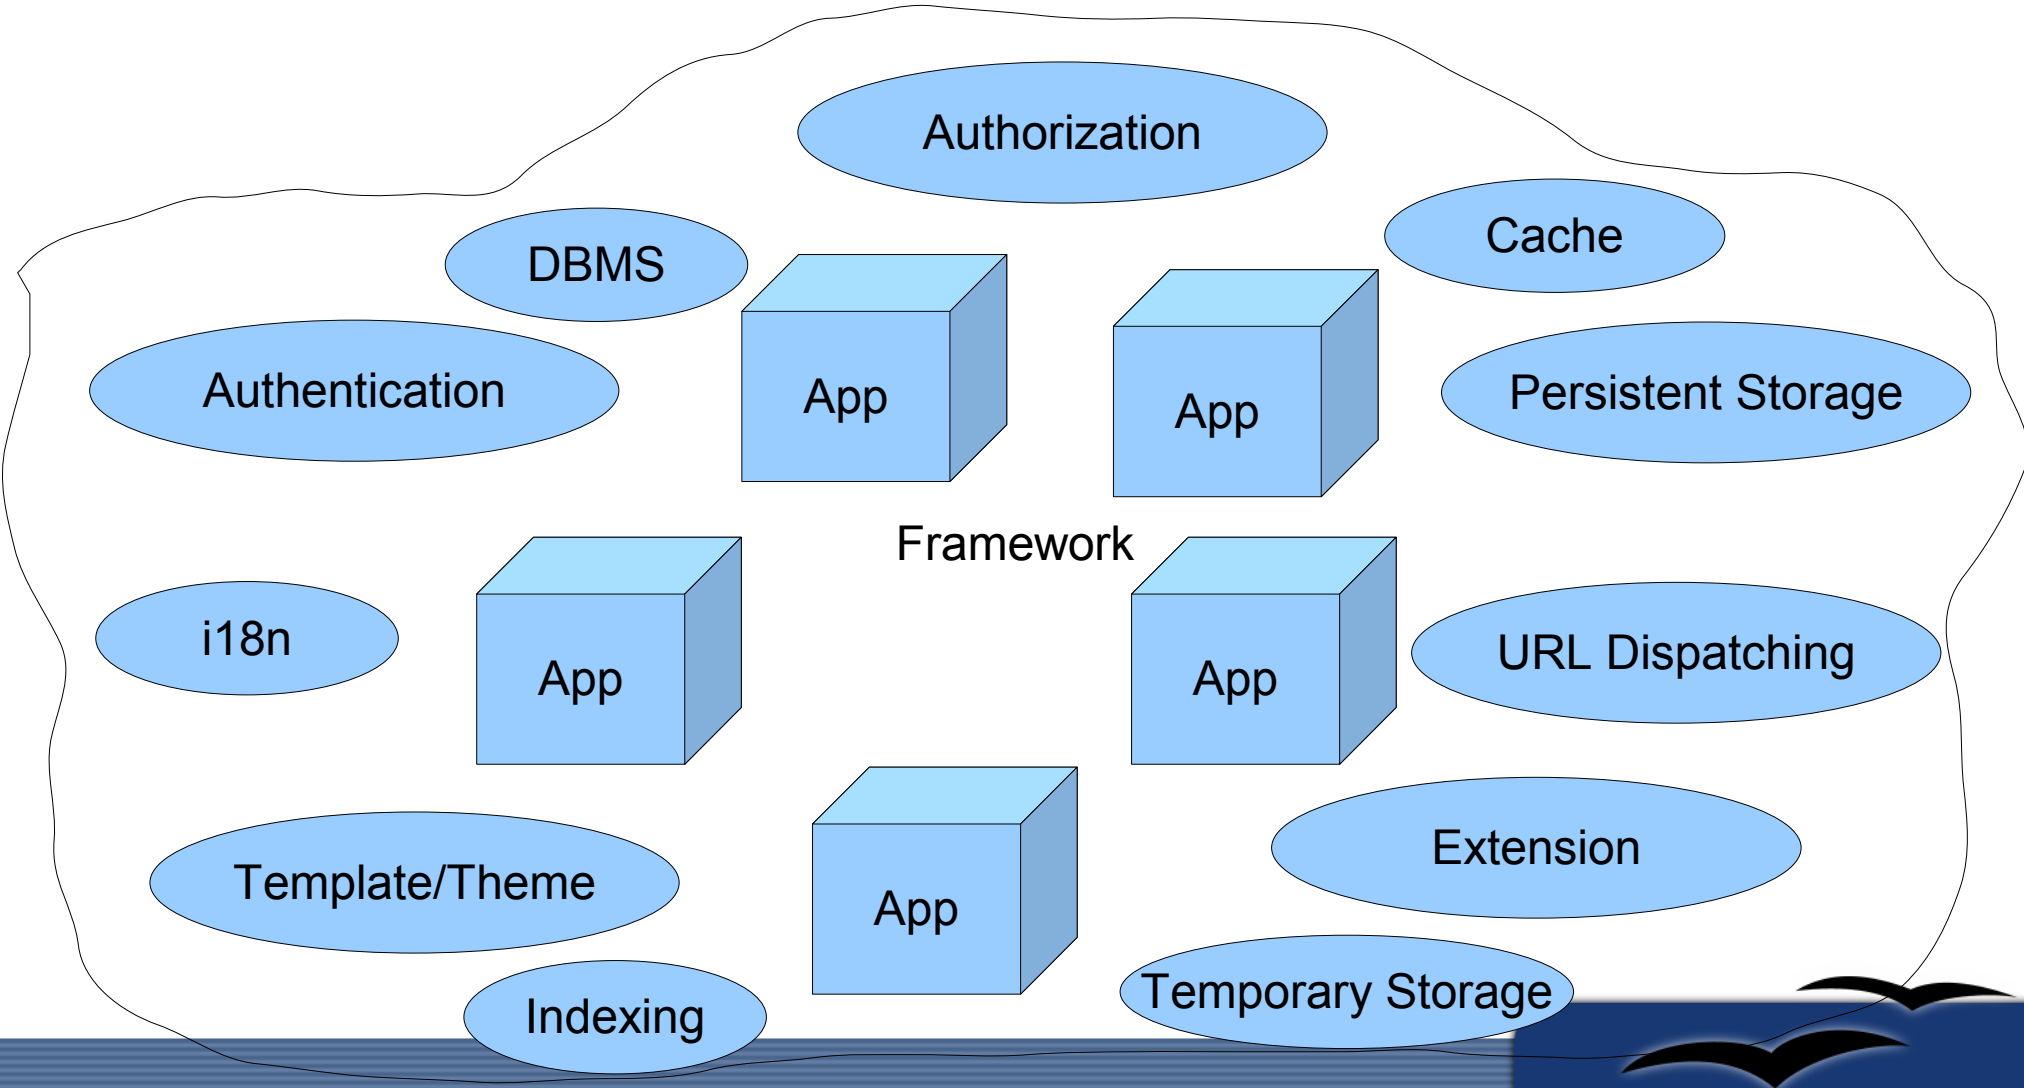 Authorization
Cache
DBMS
Authentication
App
App
Persistent Storage
Framework
i18n
App
App
URL Dispatching
Template/Theme
App
Extension
Indexing
Temporary Storage